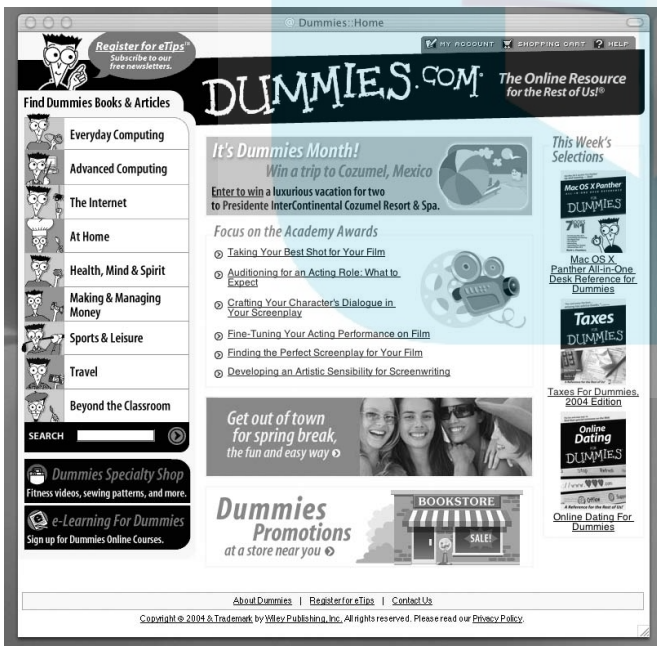 Dummies::Home
Register for eTips™
Subscribe to our
free newsletters.
MY ACCOUNT SHOPPING CART ? HELP
DUMMIES.COM®
The Online Resource
for the Rest of Us!®
Find Dummies Books & Articles
Everyday Computing
Advanced Computing
The Internet
At Home
Health, Mind & Spirit
Making & Managing
Money
Sports & Leisure
Travel
Beyond the Classroom
SEARCH
Dummies Specialty Shop
Fitness videos, sewing patterns, and more.
e-Learning For Dummies
Sign up for Dummies Online Courses.
It's Dummies Month!
Win a trip to Cozumel, Mexico
Enter to win a luxurious vacation for two
to Presidente InterContinental Cozumel Resort & Spa.
Focus on the Academy Awards
Taking Your Best Shot for Your Film
Auditioning for an Acting Role: What to
Expect
Crafting Your Character's Dialogue in
Your Screenplay
Fine-Tuning Your Acting Performance on Film
Finding the Perfect Screenplay for Your Film
Developing an Artistic Sensibility for Screenwriting
Get out of town
for spring break,
the fun and easy way
Dummies
Promotions
at a store near you
BOOKSTORE
SALE!
This Week's
Selections
Mac OS X Panther
FOR
DUMMIES
Mac OS X
Panther All-in-One
Desk Reference for
Dummies
Taxes
FOR
DUMMIES
Taxes For Dummies,
2004 Edition
Online
Dating
FOR
DUMMIES
Online Dating For
Dummies
About Dummies | Register for eTips | Contact Us
Copyright © 2004 & Trademark by Wiley Publishing, Inc. All rights reserved. Please read our Privacy Policy.